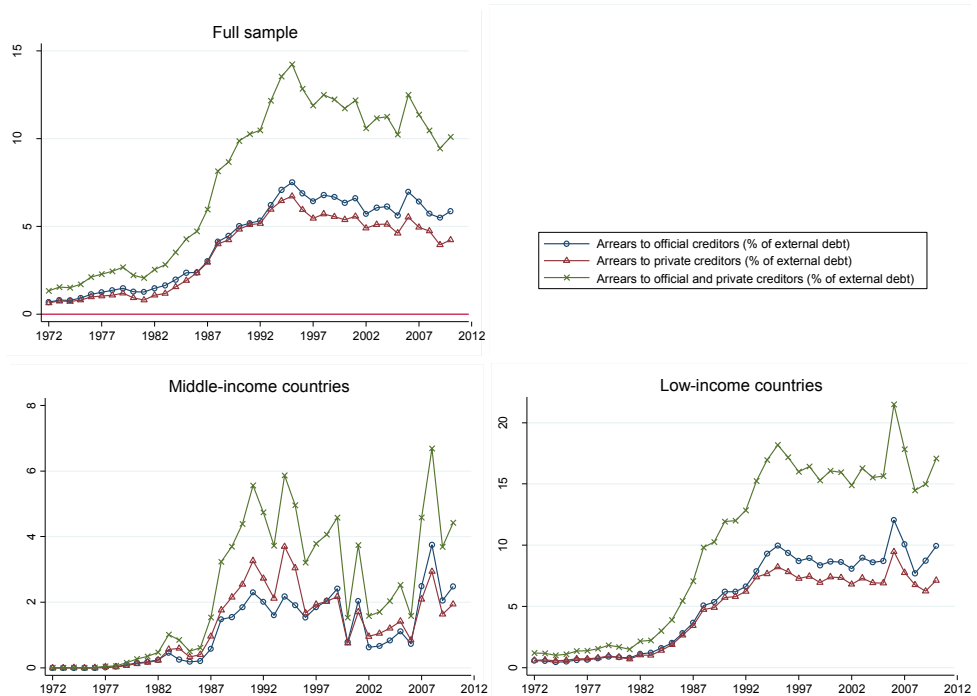 Full sample
15
10
5
0
1972 1977 1982 1987 1992 1997 2002 2007 2012
Arrears to official creditors (% of external debt)
Arrears to private creditors (% of external debt)
Arrears to official and private creditors (% of external debt)
Middle-income countries
8
6
4
2
0
1972 1977 1982 1987 1992 1997 2002 2007 2012
Low-income countries
20
15
10
5
0
1972 1977 1982 1987 1992 1997 2002 2007